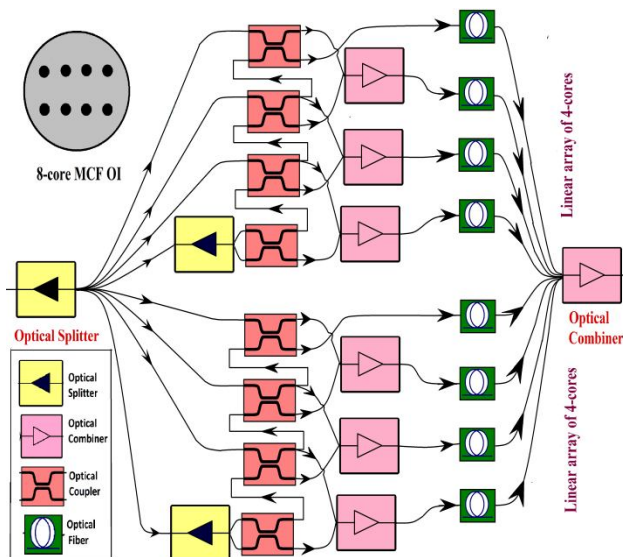 8-core MCF OI
Linear array of 4-cores
Optical Splitter
Optical
Combiner
Optical
Splitter
Optical
Combiner
Optical
Coupler
Optical
Fiber
Linear array of 4-cores